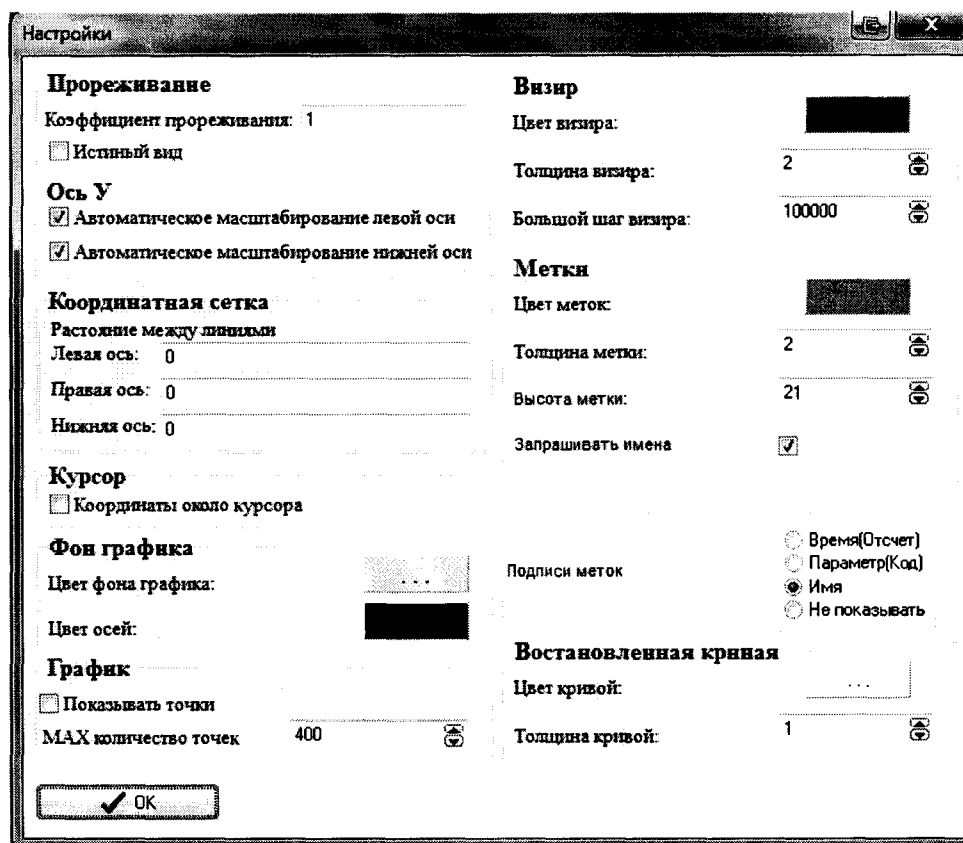 Настройки
Прореживание
Коэффициент прореживания: 1
Истиный вид
Ось У
Автоматическое масштабирование левой оси
Автоматическое масштабирование нижней оси
Координатная сетка
Растояние между линиями
Левая ось: 0
Правая ось: 0
Нижняя ось: 0
Курсор
Координаты около курсора
Фон графика
Цвет фона графика: ...
Цвет осей:
График
Показывать точки
MAX количество точек 400
OK
Визир
Цвет визира:
Толщина визира: 2
Большой шаг визира: 100000
Метки
Цвет меток:
Толщина метки: 2
Высота метки: 21
Запрашивать имена
Подписи меток
Время(Отсчет)
Параметр(Код)
Имя
Не показывать
Востановленная кривая
Цвет кривой: ...
Толщина кривой: 1